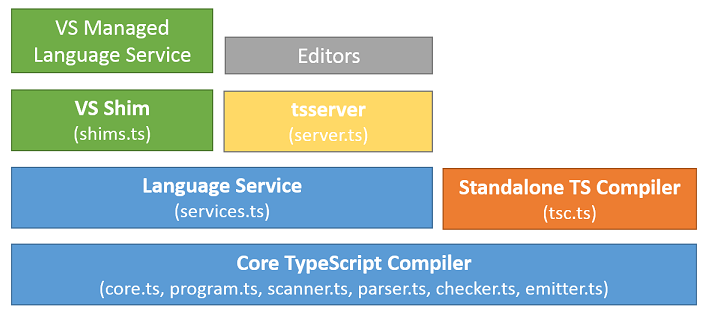 VS Managed
Language Service
Editors
VS Shim
(shims.ts)
tsserver
(server.ts)
Language Service
(services.ts)
Standalone TS Compiler
(tsc.ts)
Core TypeScript Compiler
(core.ts, program.ts, scanner.ts, parser.ts, checker.ts, emitter.ts)